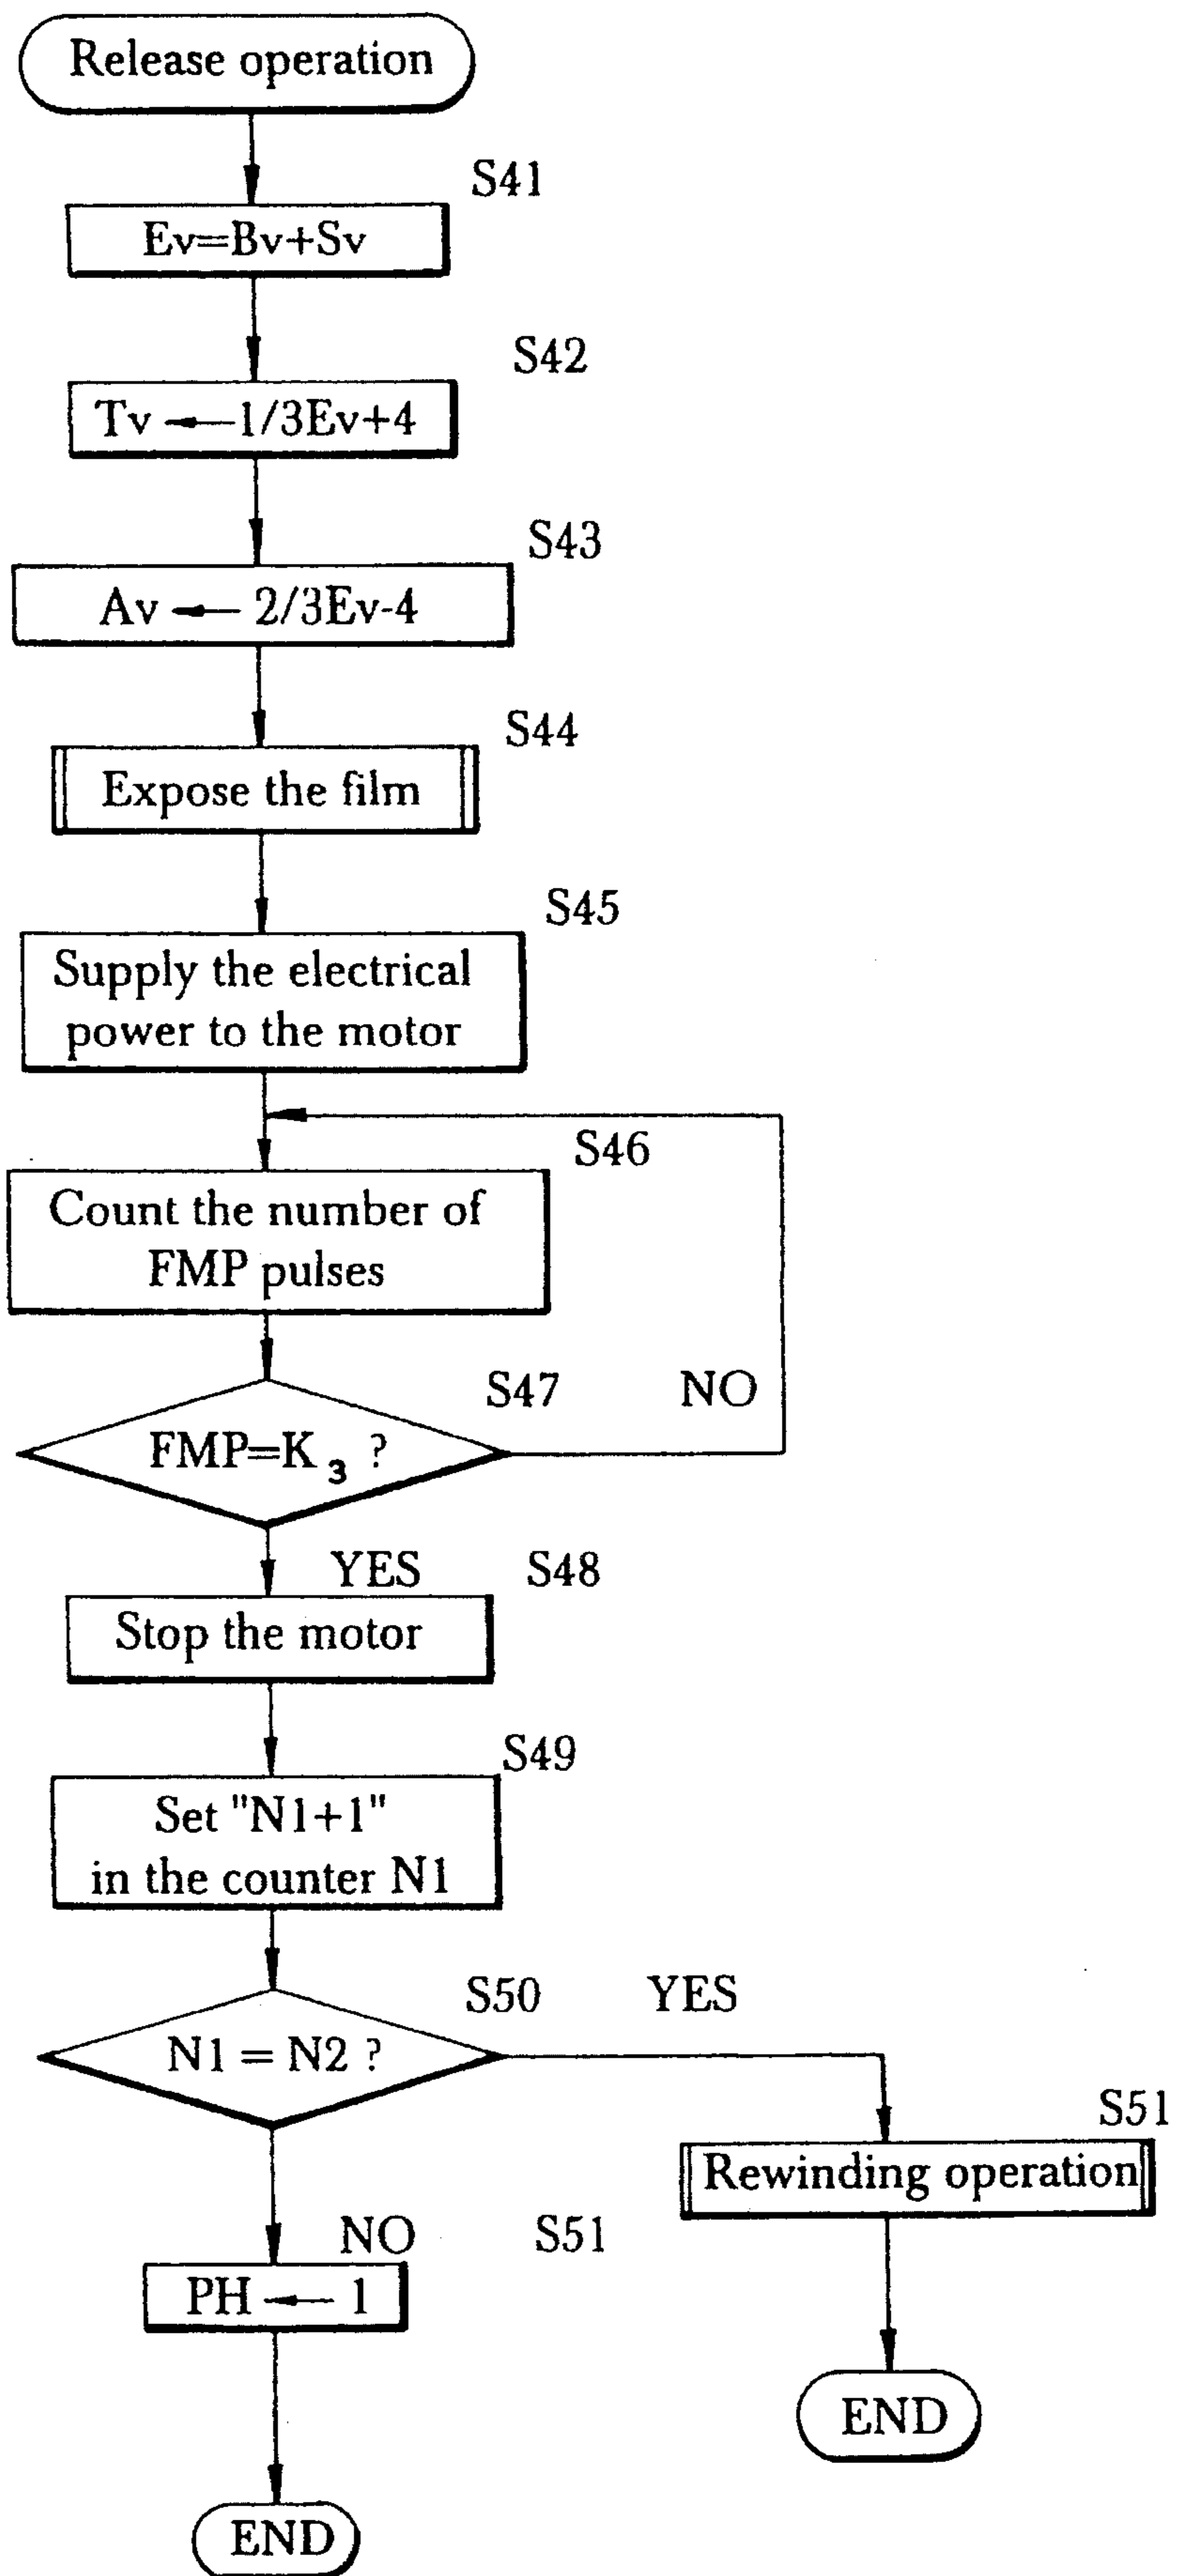 Release operation
S41
Ev=Bv+Sv
S42
Tv ← 1/3Ev+4
S43
Av ← 2/3Ev-4
S44
Expose the film
S45
Supply the electrical
power to the motor
S46
Count the number of
FMP pulses
S47
NO
FMP=K₃ ?
YES
S48
Stop the motor
S49
Set "N1+1"
in the counter N1
S50
YES
N1 = N2 ?
S51
Rewinding operation
NO
S51
PH ← 1
END
END